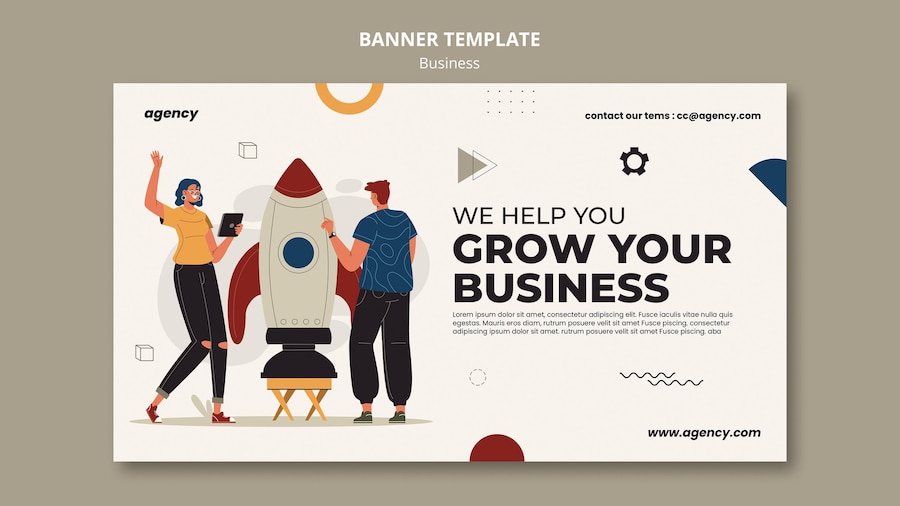 BANNER TEMPLATE
Business
agency
contact our tems : cc@agency.com
WE HELP YOU
GROW YOUR
BUSINESS
Lorem ipsum dolor sit amet, consectetur adipiscing elit. Fusce iaculis vitae nulla quis
egestas. Mauris eros diam, rutrum posuere velit sit amet Fusce piscing. consectetur
adipiscing ipsum dolor sit amet. rutrum posuere velit sit amet Fusce piscing. aba
www.agency.com